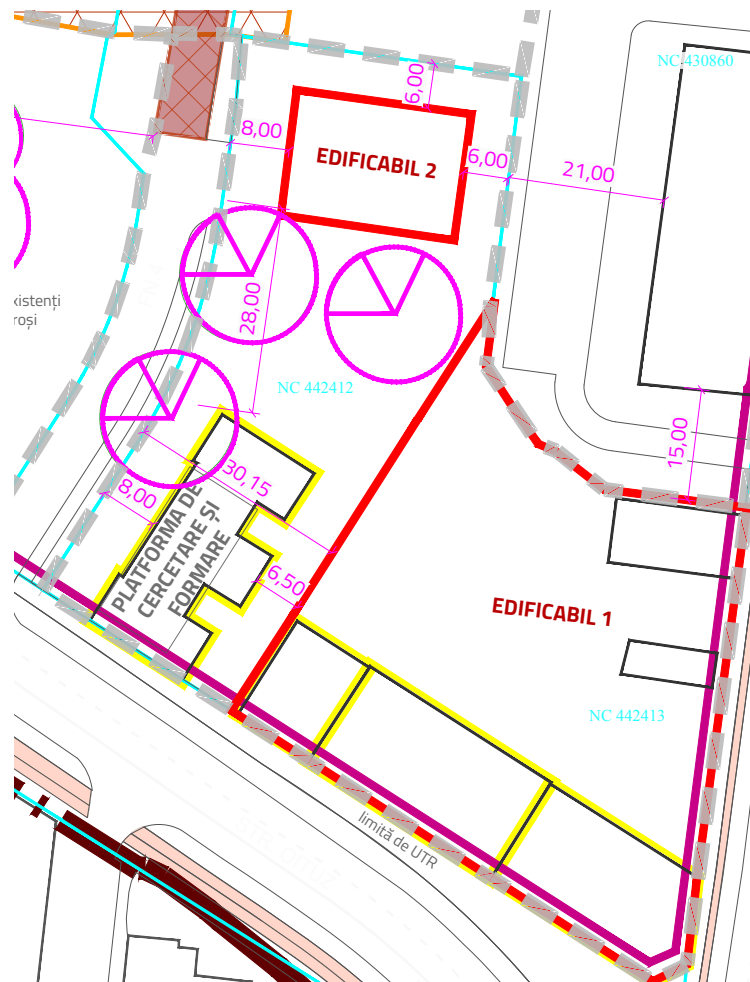 NC 430860
6,00
8,00
EDIFICABIL 2
6,00
21,00
xistenți
roși
28,00
NC 442412
15,00
30,15
8,00
PLATFORMA DE
CERCETARE ȘI
FORMARE
6,50
EDIFICABIL 1
NC 442413
limită de UTR